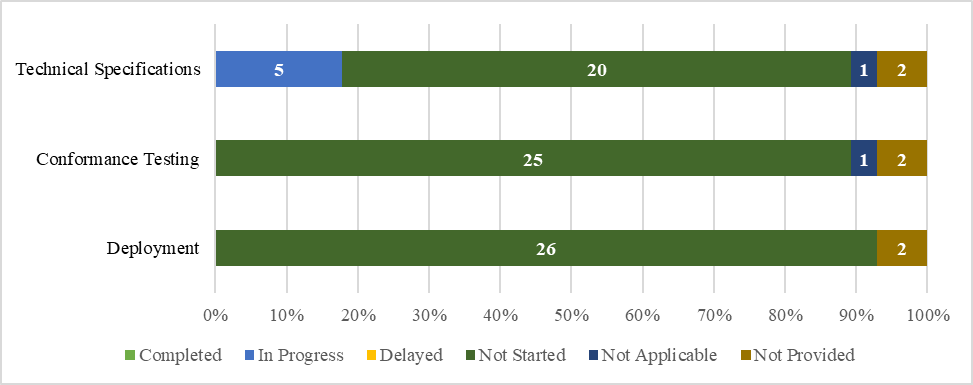 Technical Specifications 5 20 1 2
Conformance Testing 25 1 2
Deployment 26 2
0% 10% 20% 30% 40% 50% 60% 70% 80% 90% 100%
Completed In Progress Delayed Not Started Not Applicable Not Provided